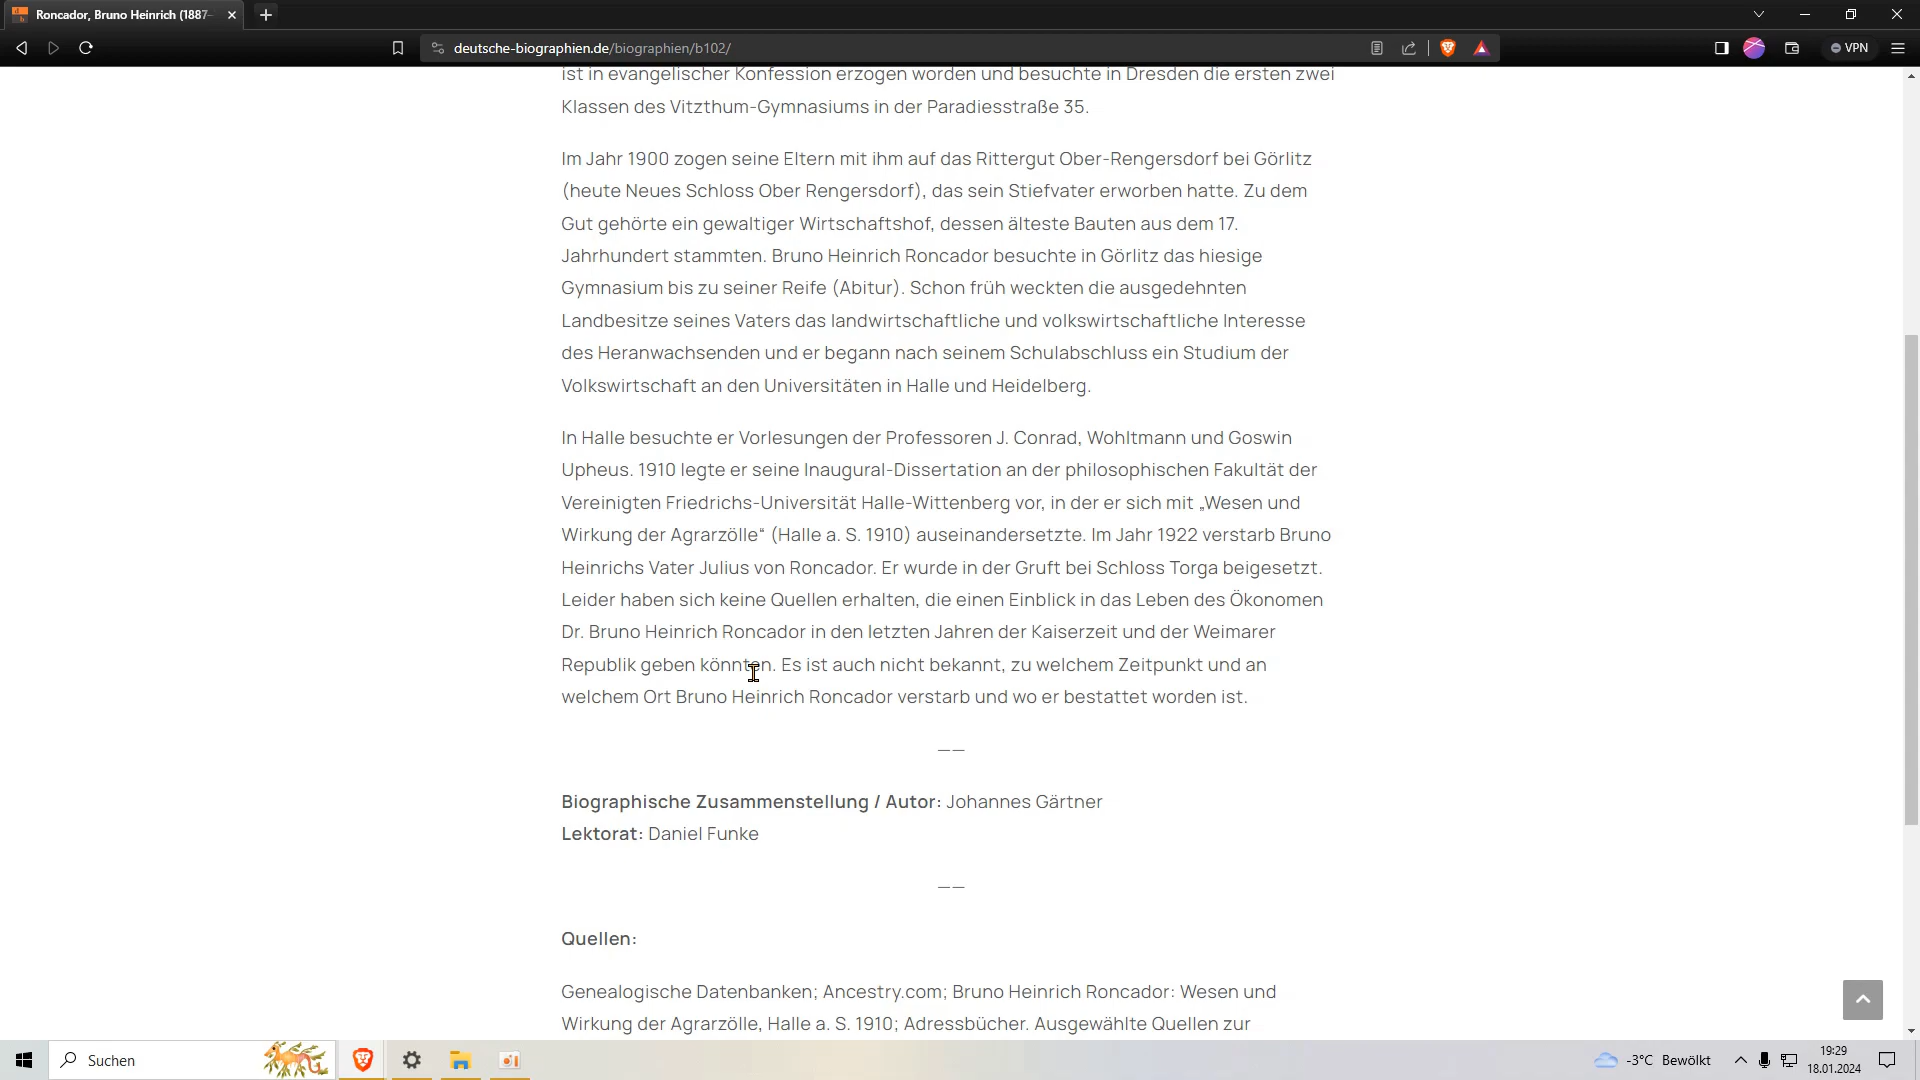 Roncador, Bruno Heinrich (1887-
deutsche-biographien.de/biographien/b102/
VPN
ist in evangelischer Konfession erzogen worden und besuchte in Dresden die ersten zwei
Klassen des Vitzthum-Gymnasiums in der Paradiesstraße 35.
Im Jahr 1900 zogen seine Eltern mit ihm auf das Rittergut Ober-Rengersdorf bei Görlitz
(heute Neues Schloss Ober Rengersdorf), das sein Stiefvater erworben hatte. Zu dem
Gut gehörte ein gewaltiger Wirtschaftshof, dessen älteste Bauten aus dem 17.
Jahrhundert stammten. Bruno Heinrich Roncador besuchte in Görlitz das hiesige
Gymnasium bis zu seiner Reife (Abitur). Schon früh weckten die ausgedehnten
Landbesitze seines Vaters das landwirtschaftliche und volkswirtschaftliche Interesse
des Heranwachsenden und er begann nach seinem Schulabschluss ein Studium der
Volkswirtschaft an den Universitäten in Halle und Heidelberg.
In Halle besuchte er Vorlesungen der Professoren J. Conrad, Wohltmann und Goswin
Upheus. 1910 legte er seine Inaugural-Dissertation an der philosophischen Fakultät der
Vereinigten Friedrichs-Universität Halle-Wittenberg vor, in der er sich mit „Wesen und
Wirkung der Agrarzölle“ (Halle a. S. 1910) auseinandersetzte. Im Jahr 1922 verstarb Bruno
Heinrichs Vater Julius von Roncador. Er wurde in der Gruft bei Schloss Torga beigesetzt.
Leider haben sich keine Quellen erhalten, die einen Einblick in das Leben des Ökonomen
Dr. Bruno Heinrich Roncador in den letzten Jahren der Kaiserzeit und der Weimarer
Republik geben könnten. Es ist auch nicht bekannt, zu welchem Zeitpunkt und an
welchem Ort Bruno Heinrich Roncador verstarb und wo er bestattet worden ist.
——
Biographische Zusammenstellung / Autor: Johannes Gärtner
Lektorat: Daniel Funke
——
Quellen:
Genealogische Datenbanken; Ancestry.com; Bruno Heinrich Roncador: Wesen und
Wirkung der Agrarzölle, Halle a. S. 1910; Adressbücher. Ausgewählte Quellen zur
Suchen
-3°C Bewölkt
19:29
18.01.2024